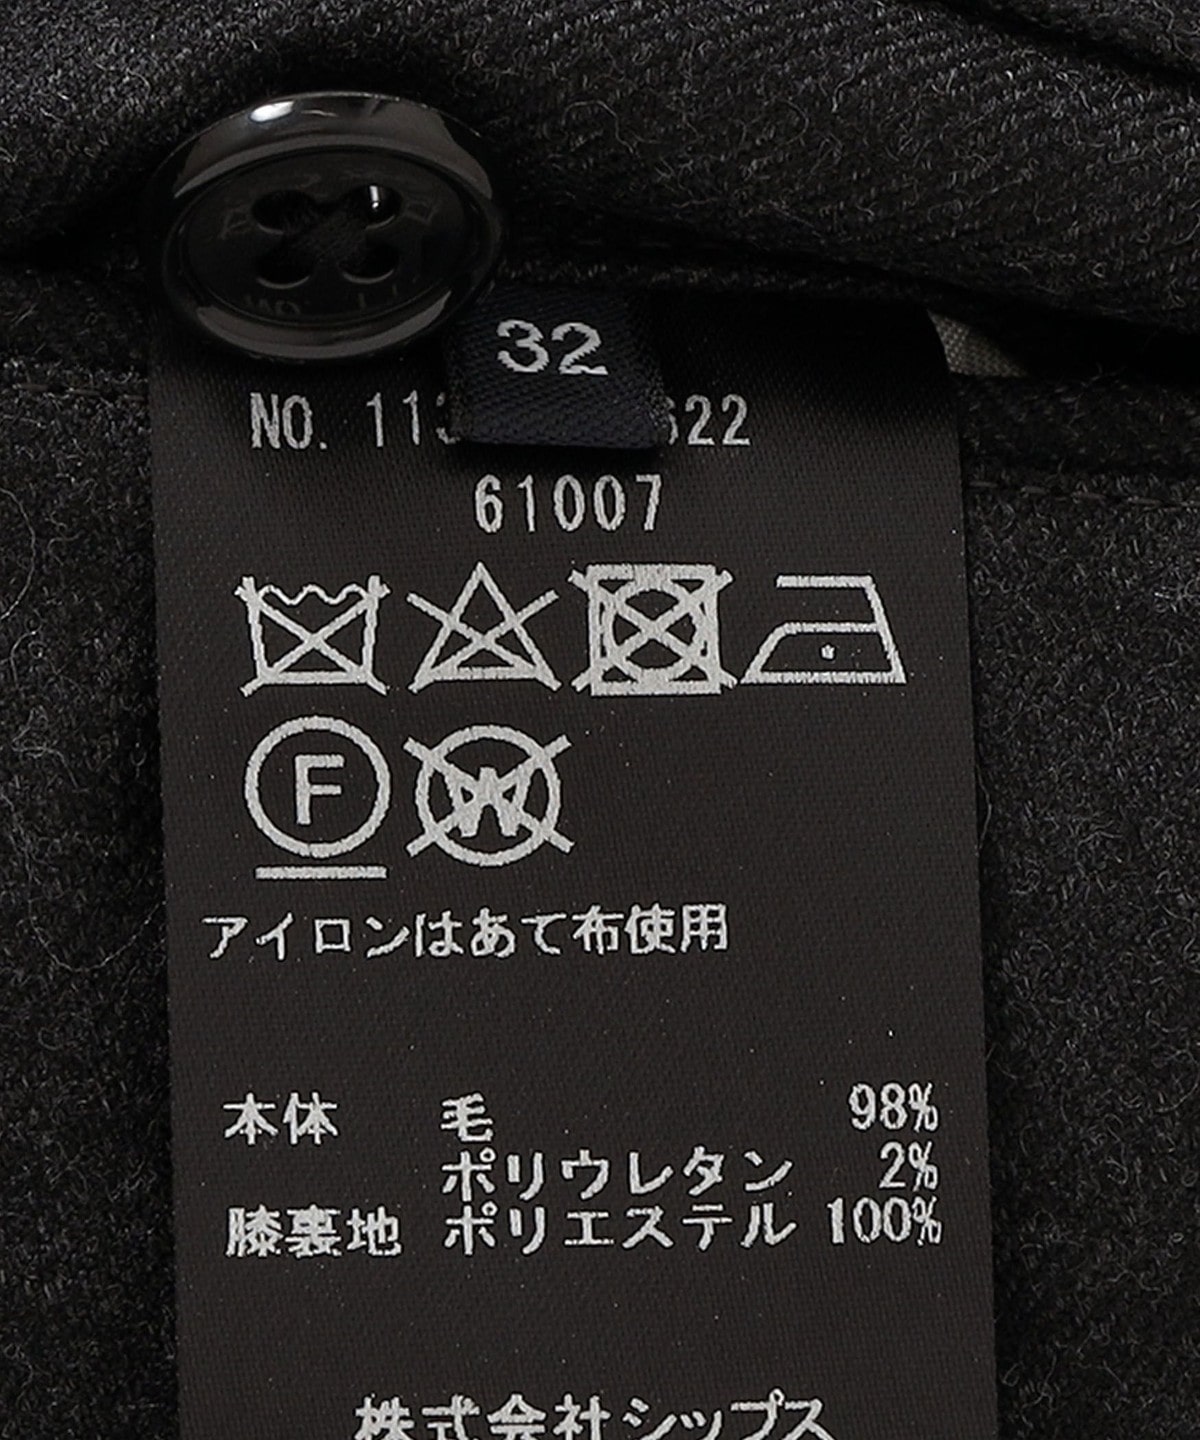 32
NO. 113 622
61007
F
W
アイロンはあて布使用
本体 毛 98%
ポリウレタン 2%
膝裏地 ポリエステル 100%
株式会社シップス